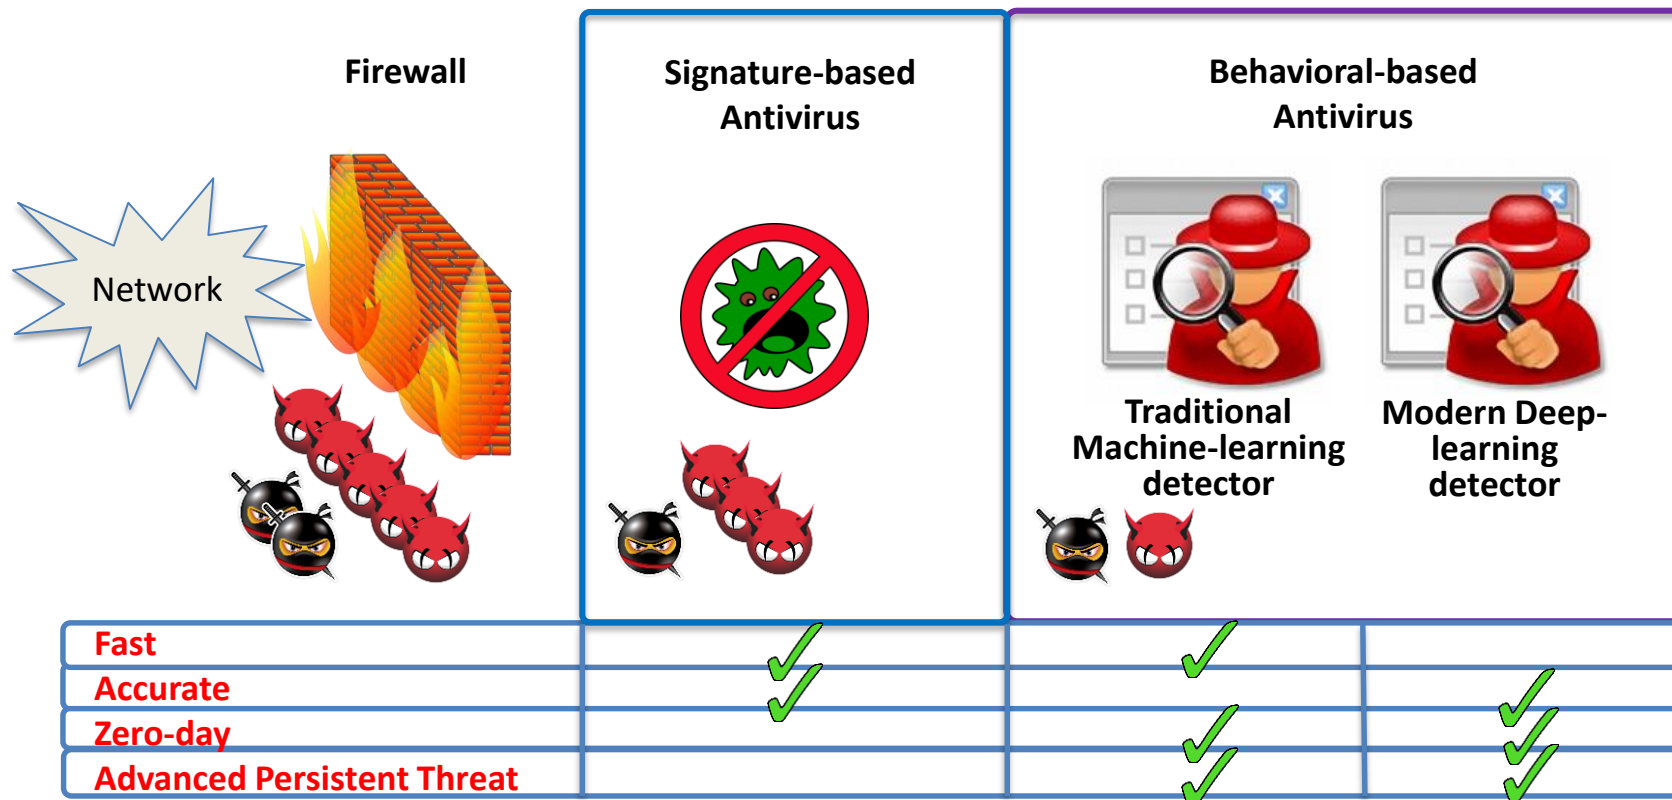 Firewall
Signature-based
Antivirus
Behavioral-based
Antivirus
Network
Traditional
Machine-learning
detector
Modern Deep-
learning
detector
Fast
Accurate
Zero-day
Advanced Persistent Threat